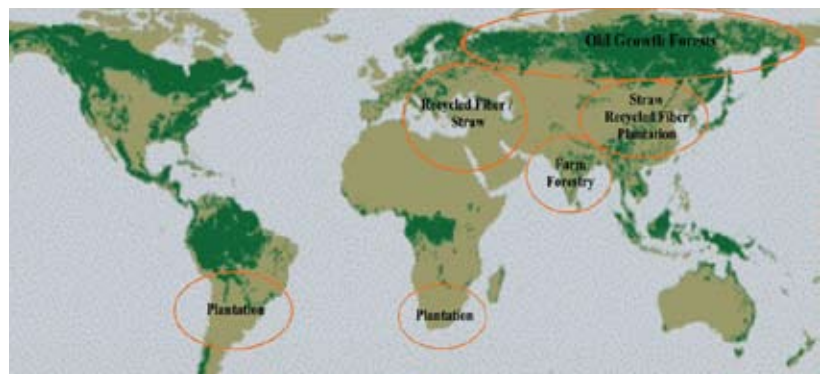 Old Growth Forests
Recycled Fiber /
Straw
Straw
Recycled Fiber
Plantation
Farm
Forestry
Plantation
Plantation